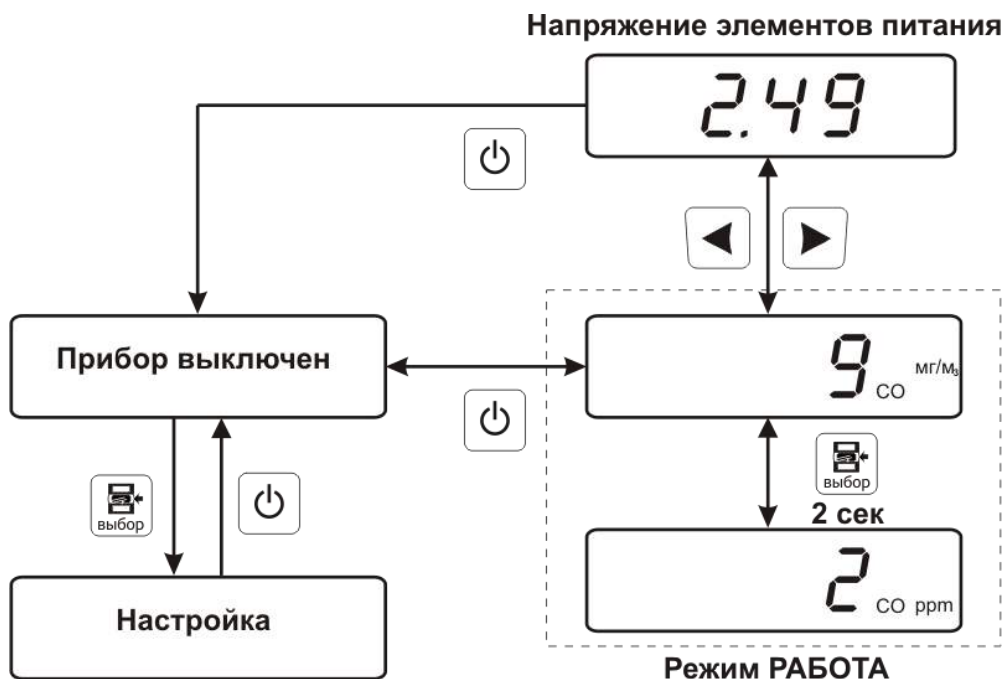 Напряжение элементов питания
2.49
Прибор выключен
9 CO мг/м3
выбор
2 сек
выбор
Настройка
2 CO ppm
Режим РАБОТА